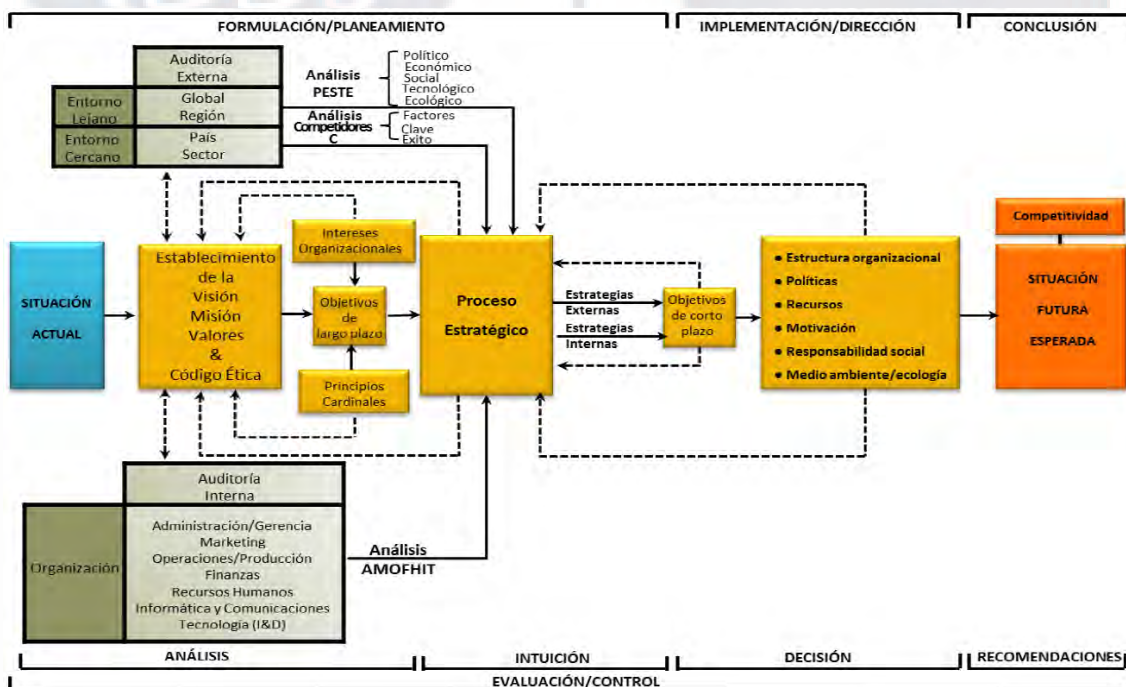 FORMULACIÓN/PLANEAMIENTO
IMPLEMENTACIÓN/DIRECCIÓN
CONCLUSIÓN
Auditoría
Externa
Entorno
Lejano
Global
Región
Entorno
Cercano
País
Sector
Análisis
PESTE
Político
Económico
Social
Tecnológico
Ecológico
Análisis
Competidores
C
Factores
Clave
Éxito
SITUACIÓN
ACTUAL
Establecimiento
de la
Visión
Misión
Valores
&
Código Ética
Intereses
Organizacionales
Objetivos
de
largo plazo
Principios
Cardinales
Proceso
Estratégico
Estrategias
Externas
Estrategias
Internas
Objetivos
de corto
plazo
• Estructura organizacional
• Políticas
• Recursos
• Motivación
• Responsabilidad social
• Medio ambiente/ecología
Competitividad
SITUACIÓN
FUTURA
ESPERADA
Auditoría
Interna
Organización
Administración/Gerencia
Marketing
Operaciones/Producción
Finanzas
Recursos Humanos
Informática y Comunicaciones
Tecnología (I&D)
Análisis
AMOFHIT
ANÁLISIS
INTUICIÓN
DECISIÓN
RECOMENDACIONES
EVALUACIÓN/CONTROL